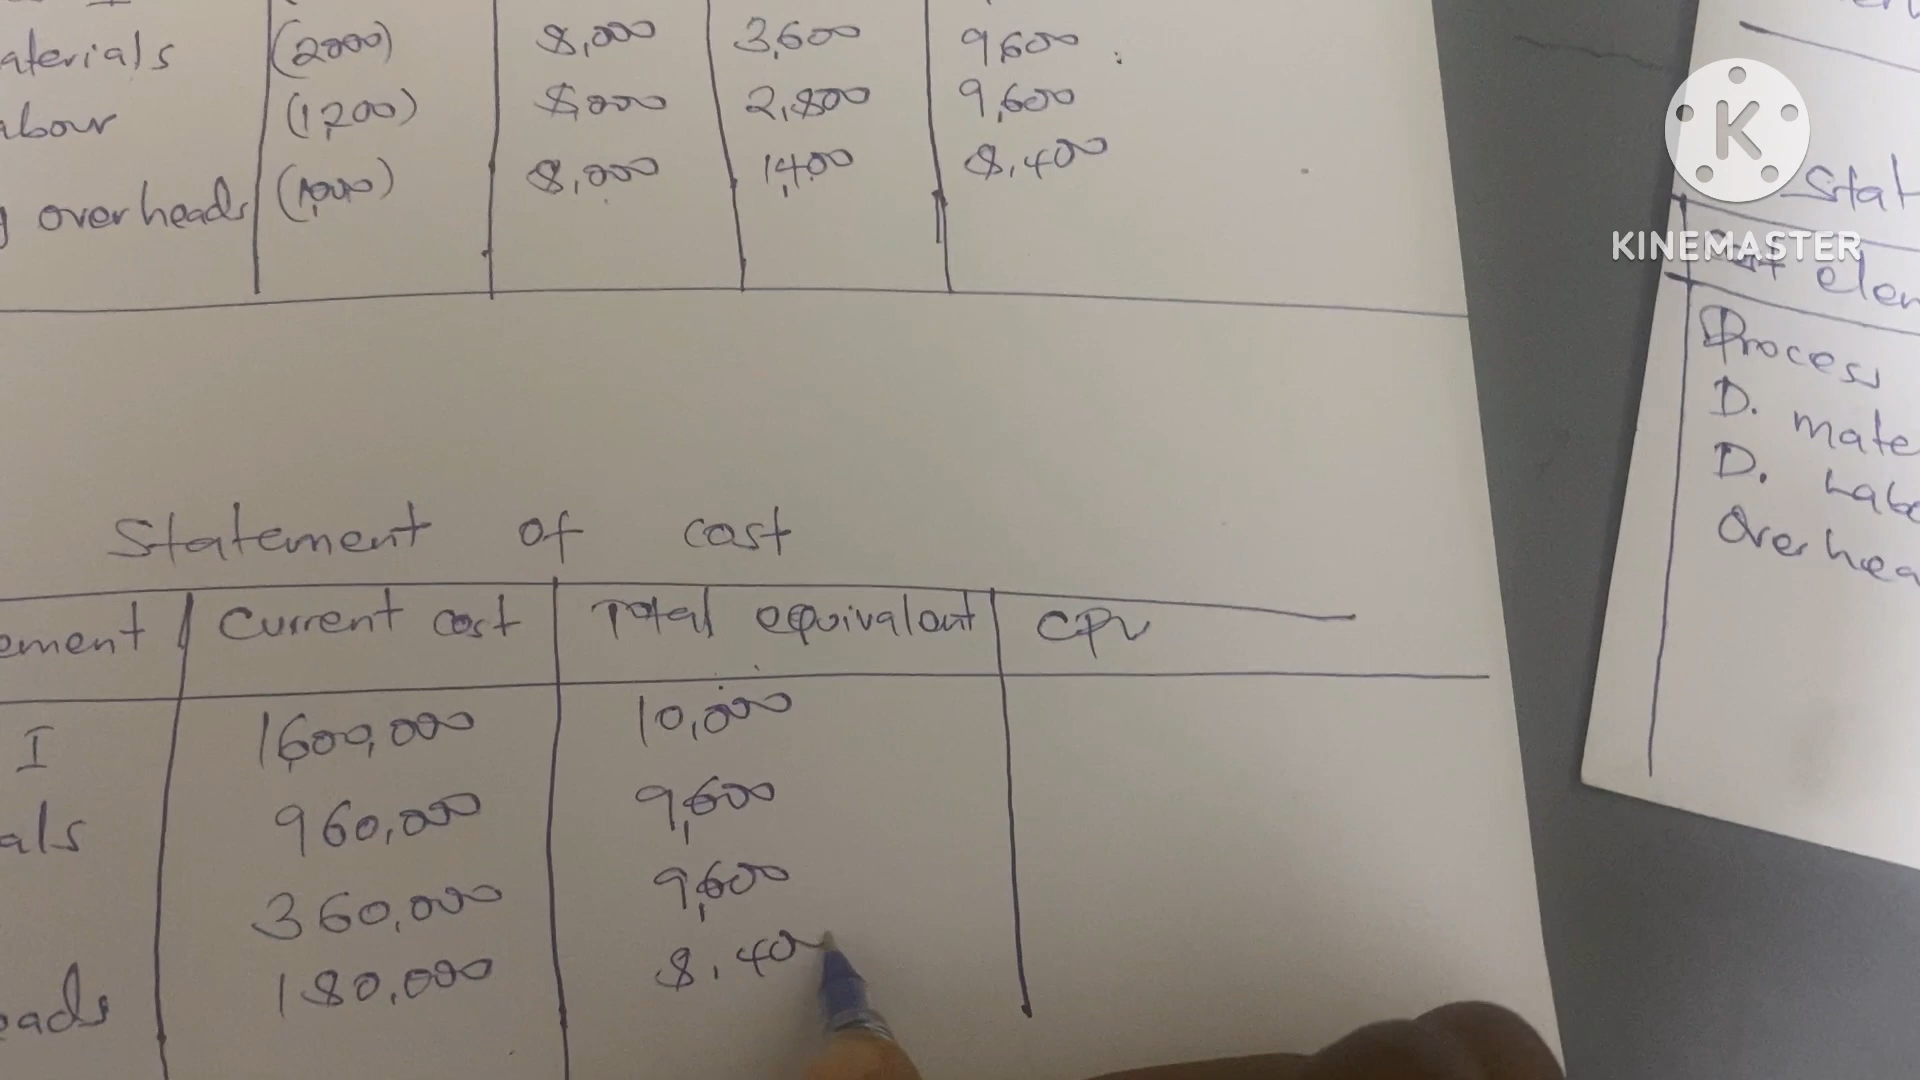 aterials (2000) 8,000 3,600 9,600
abour (1,200) 8,000 2,800 9,600
g overheads (1,000) 8,000 1,400 8,400
Statement of cost
ement Current cost Total equivalent CPU
I 1,600,000 10,000
als 960,000 9,600
360,000 9,600
eads 180,000 8,400
K
KINEMASTER
Stat
elem
Process
D. mate
D. Labo
Overhea